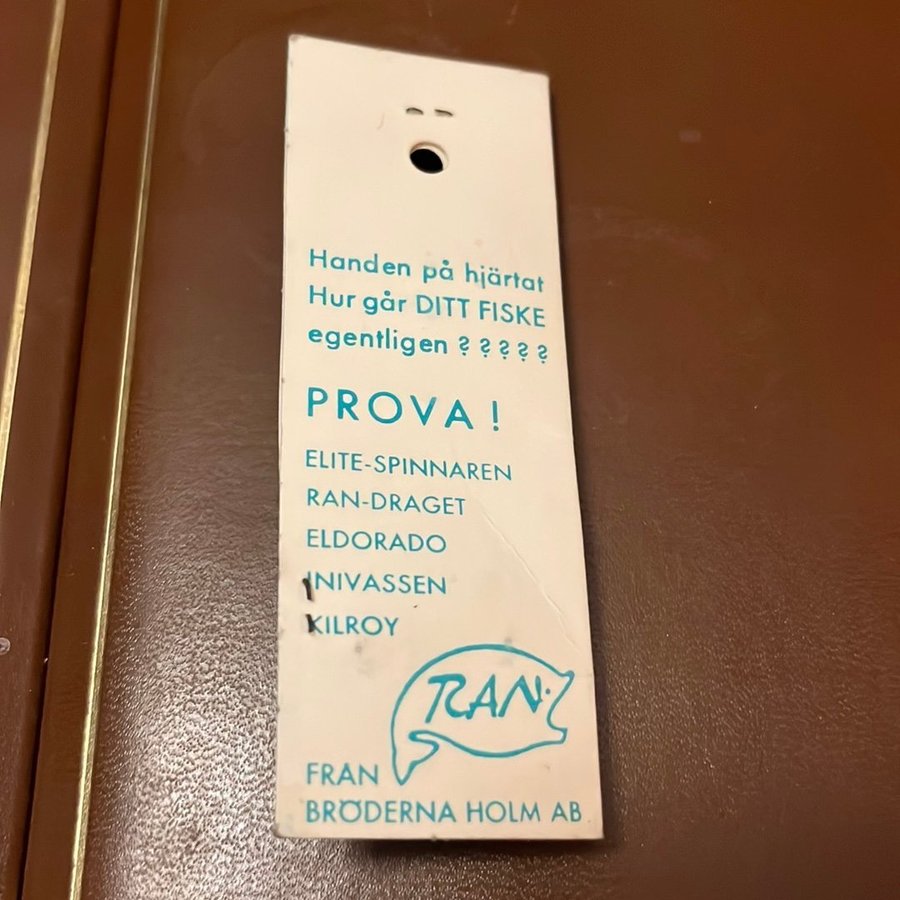 Handen på hjärtat
Hur går DITT FISKE
egentligen ? ? ? ? ?
PROVA !
ELITE-SPINNAREN
RAN-DRAGET
ELDORADO
INIVASSEN
KILROY
RAN
FRAN
BRÖDERNA HOLM AB